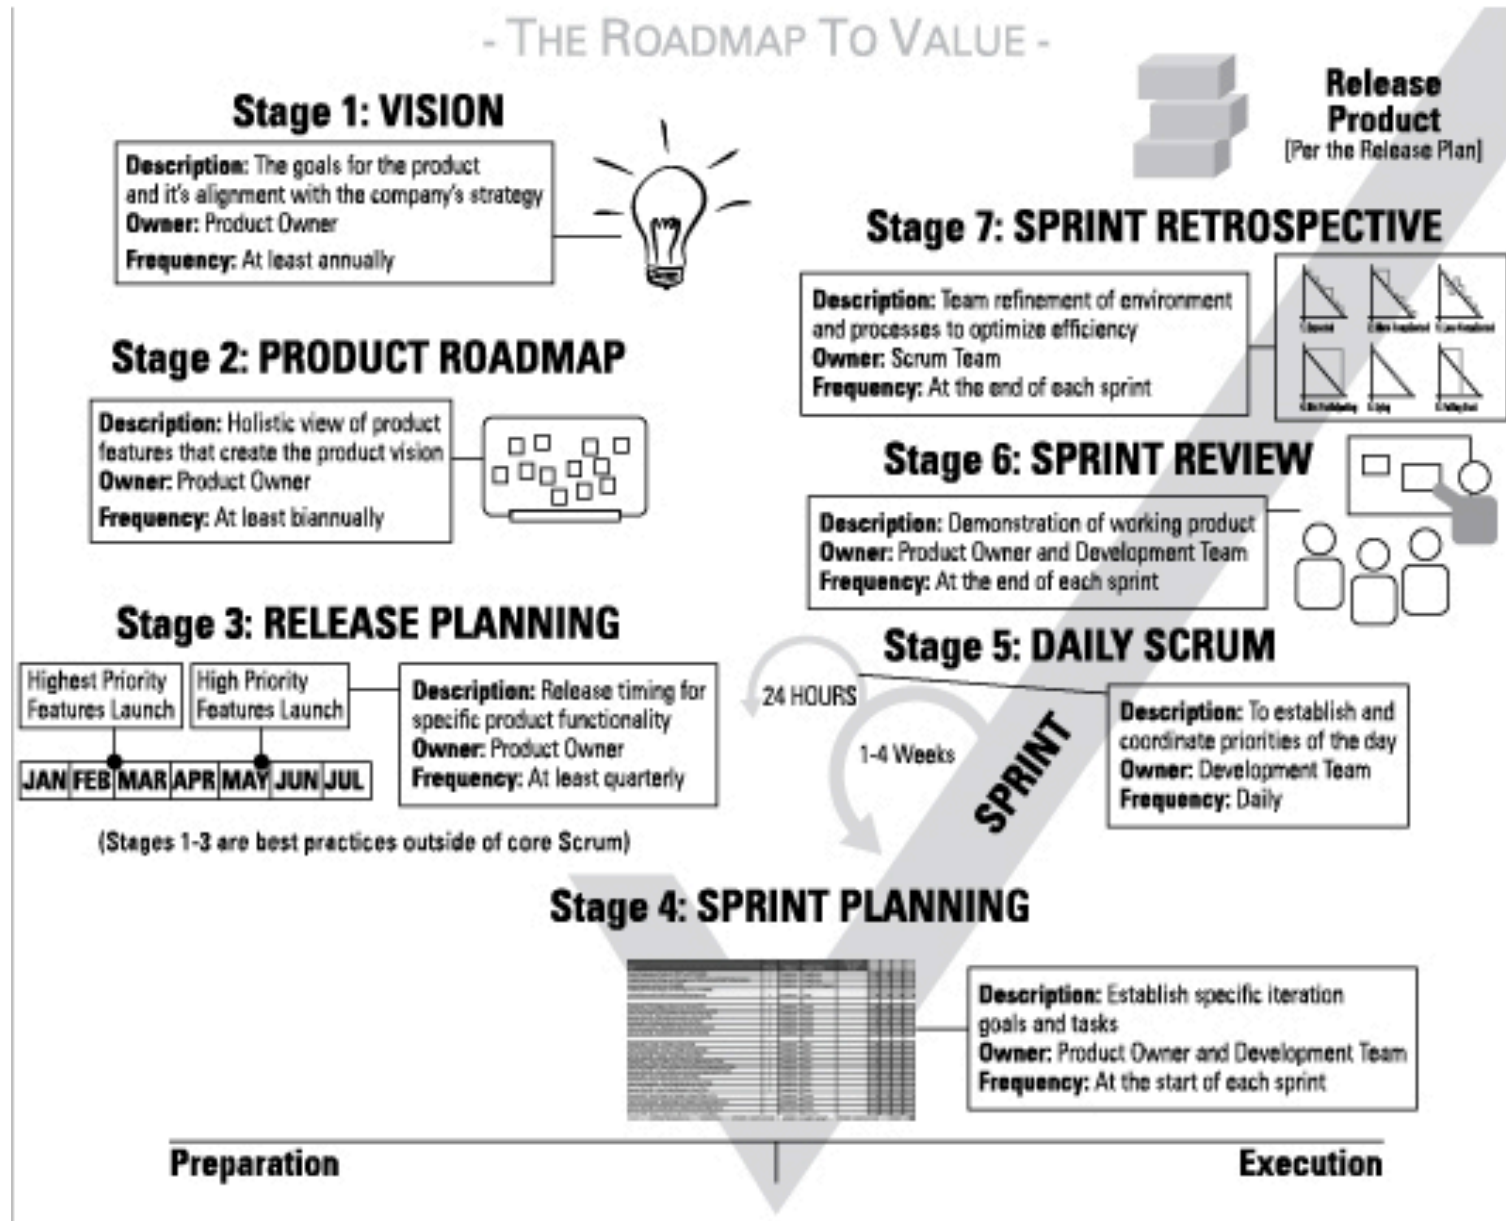 - THE ROADMAP TO VALUE -
Stage 1: VISION
Description: The goals for the product
and it's alignment with the company's strategy
Owner: Product Owner
Frequency: At least annually
Stage 2: PRODUCT ROADMAP
Description: Holistic view of product
features that create the product vision
Owner: Product Owner
Frequency: At least biannually
Stage 3: RELEASE PLANNING
Highest Priority
Features Launch
High Priority
Features Launch
JAN FEB MAR APR MAY JUN JUL
Description: Release timing for
specific product functionality
Owner: Product Owner
Frequency: At least quarterly
(Stages 1-3 are best practices outside of core Scrum)
Stage 4: SPRINT PLANNING
Description: Establish specific iteration
goals and tasks
Owner: Product Owner and Development Team
Frequency: At the start of each sprint
Stage 5: DAILY SCRUM
24 HOURS
1-4 Weeks
SPRINT
Description: To establish and
coordinate priorities of the day
Owner: Development Team
Frequency: Daily
Stage 6: SPRINT REVIEW
Description: Demonstration of working product
Owner: Product Owner and Development Team
Frequency: At the end of each sprint
Stage 7: SPRINT RETROSPECTIVE
Description: Team refinement of environment
and processes to optimize efficiency
Owner: Scrum Team
Frequency: At the end of each sprint
Release
Product
[Per the Release Plan]
Preparation
Execution